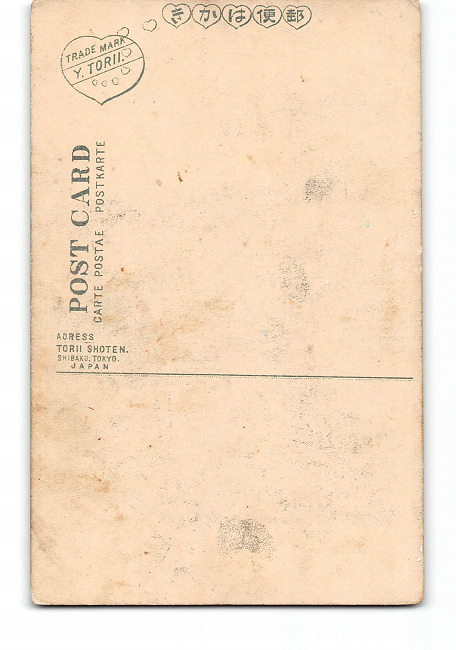 きかは便郵
TRADE MARK
Y. TORII.
POST CARD
CARTE POSTAE POSTKARTE
ADRESS
TORII SHOTEN.
SHIBAKU, TOKYO.
JAPAN